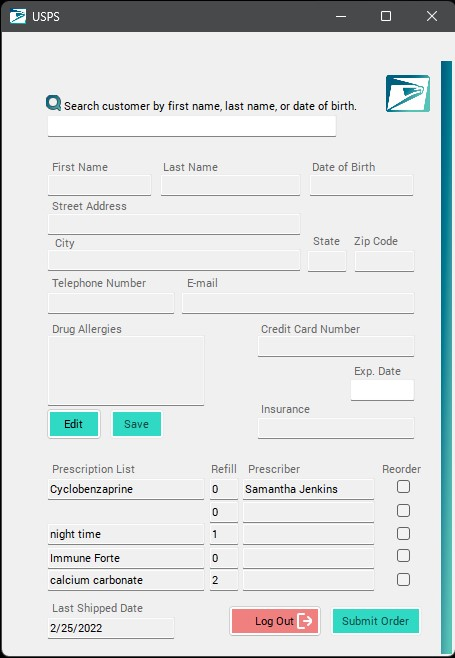 USPS
Search customer by first name, last name, or date of birth.
First Name Last Name Date of Birth
Street Address
City State Zip Code
Telephone Number E-mail
Drug Allergies Credit Card Number
Exp. Date
Insurance
Edit Save
Prescription List Refill Prescriber Reorder
Cyclobenzaprine 0 Samantha Jenkins
0
night time 1
Immune Forte 0
calcium carbonate 2
Last Shipped Date
2/25/2022 Log Out Submit Order